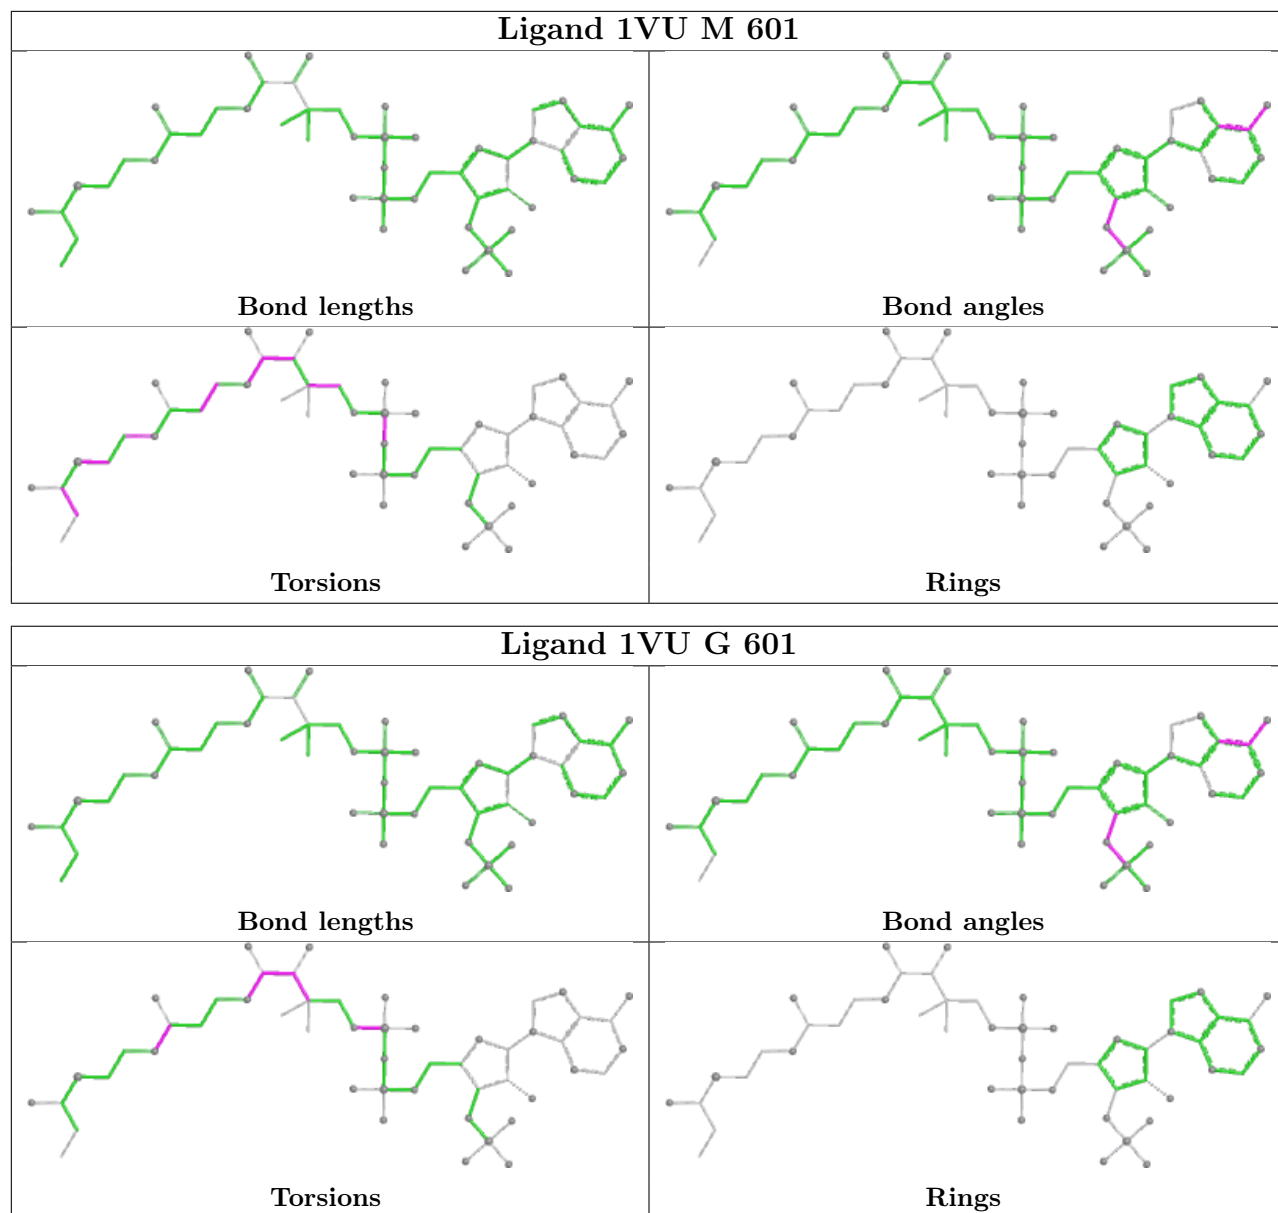 Ligand 1VU M 601
Bond lengths
Bond angles
Torsions
Rings
Ligand 1VU G 601
Bond lengths
Bond angles
Torsions
Rings